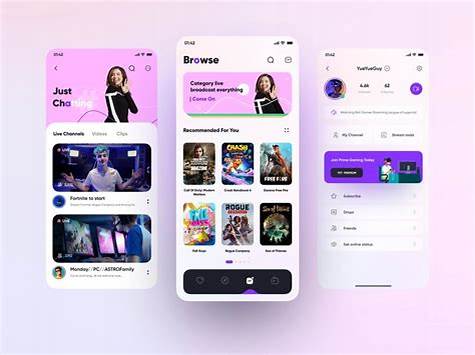 01:42
Just
Chatting
Live Channels
Videos
Clips
LIVE
Fortnite to start
LIVE
Monday / PC / ASTROFamily
01:42
Browse
Category live
broadcast everything
Come On
Recommended For You
Call Of Duty: Modern
Warfare
CRASH
Crash Bandicoot 4
FREE FIRE
Garena Free Fire
Fall Guys
ROGUE
Rogue Company
Sea of Thieves
01:42
YueYueGuy
4.6k
62
My Channel
Stream mode
Join Prime Gaming Today
Subscribe
Drops
Friends
Set online status